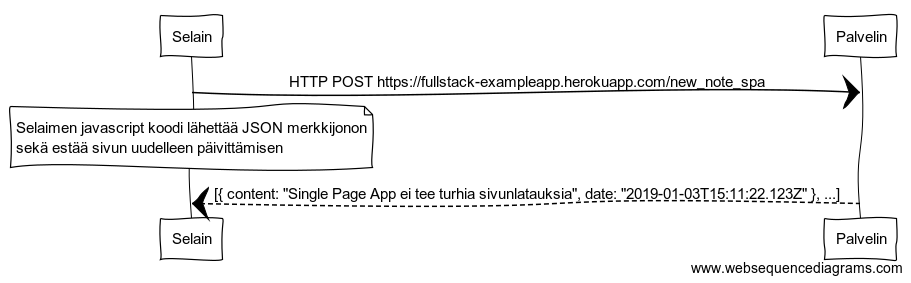 Selain
Palvelin
HTTP POST https://fullstack-exampleapp.herokuapp.com/new_note_spa
Selaimen javascript koodi lähettää JSON merkkijonon
sekä estää sivun uudelleen päivittämisen
[{ content: "Single Page App ei tee turhia sivunlatauksia", date: "2019-01-03T15:11:22.123Z" }, ...]
Selain
Palvelin
www.websequencediagrams.com